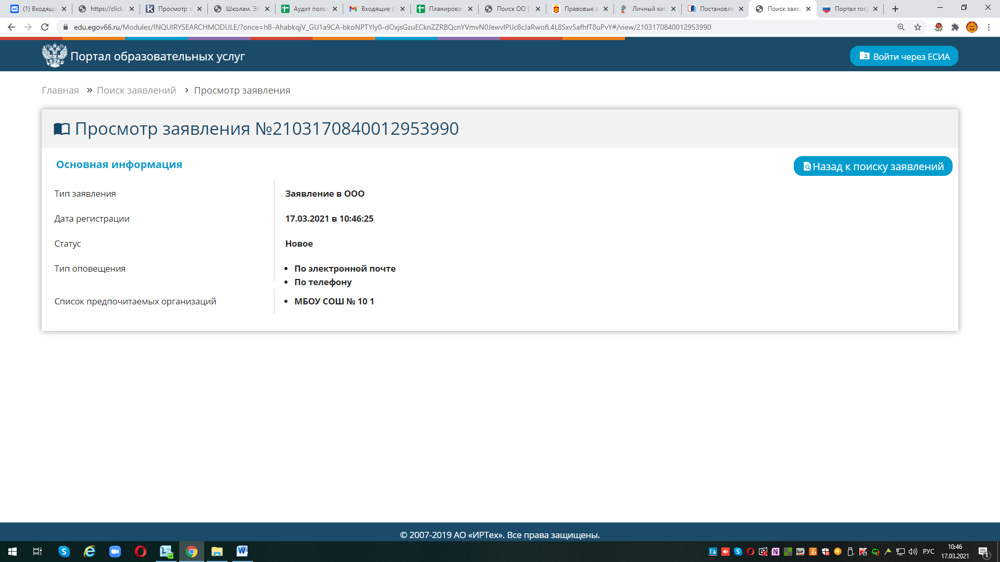 (1) Входящи
https://click.
Просмотр з
Школам. Эл
Аудит польз
Входящие (
Планирован
Поиск ОО |
Правовые а
Личный каб
Постановле
Поиск заяв
Портал госу
edu.egov66.ru/Modules/INQUIRYSEARCHMODULE/?once=hB-AhabkqjV_GU1a9CA-bkoNPTYly0-dOxjsGzuECknZZRBQcnYVmvN0JewvIPIJc8cJaRwofL4L8Sxv5afhfT8uPvY#/view/2103170840012953990
Портал образовательных услуг
Войти через ЕСИА
Главная » Поиск заявлений > Просмотр заявления
Просмотр заявления №2103170840012953990
Основная информация
Назад к поиску заявлений
Тип заявления Заявление в ООО
Дата регистрации 17.03.2021 в 10:46:25
Статус Новое
Тип оповещения • По электронной почте
• По телефону
Список предпочитаемых организаций • МБОУ СОШ № 10 1
© 2007-2019 АО «ИРТех». Все права защищены.
РУС
10:46
17.03.2021
1